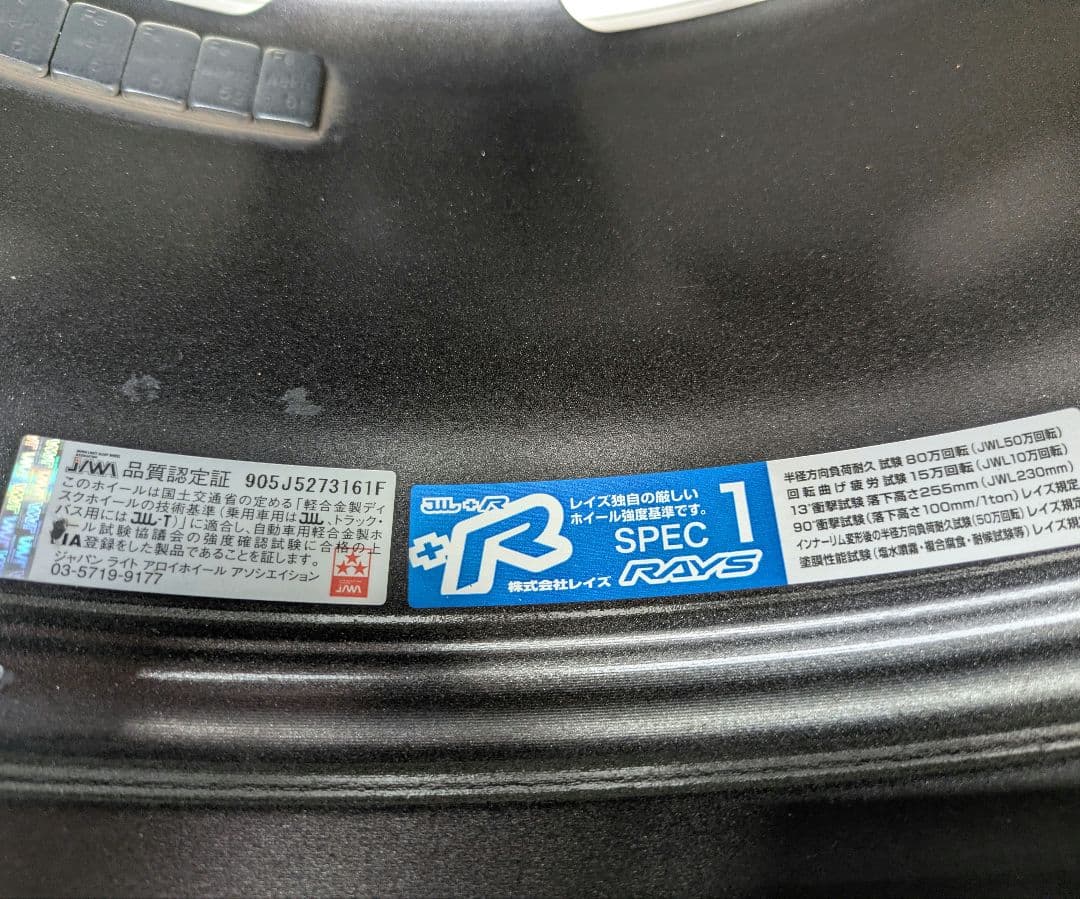 Fe
Fe
5
JAWA 品質認定証 905J5273161F
このホイールは国土交通省の定める「軽合金製ディ
スクホイールの技術基準(乗用車用はJWL、トラック・
バス用にはJWL-T)」に適合し、自動車用軽合金製ホ
イール試験協議会の強度確認試験に合格の上
VIA登録をした製品であることを証します。
ジャパン ライト アロイホイール アソシエイション
03-5719-9177
JAWA
JWL+R
+R
レイズ独自の厳しい
ホイール強度基準です。
SPEC 1
株式会社レイズ RAYS
半径方向負荷耐久 試験 80万回転(JWL50万回転)
回転曲げ疲労 試験 15万回転(JWL10万回転)
13°衝撃試験 落下高さ255mm(JWL230mm)
90°衝撃試験(落下高さ100mm/1ton)レイズ規定
インナーリム変形後の半径方向負荷耐久試験(50万回転)レイズ規定
塗膜性能試験(塩水噴霧・複合腐食・耐候試験等)レイズ規